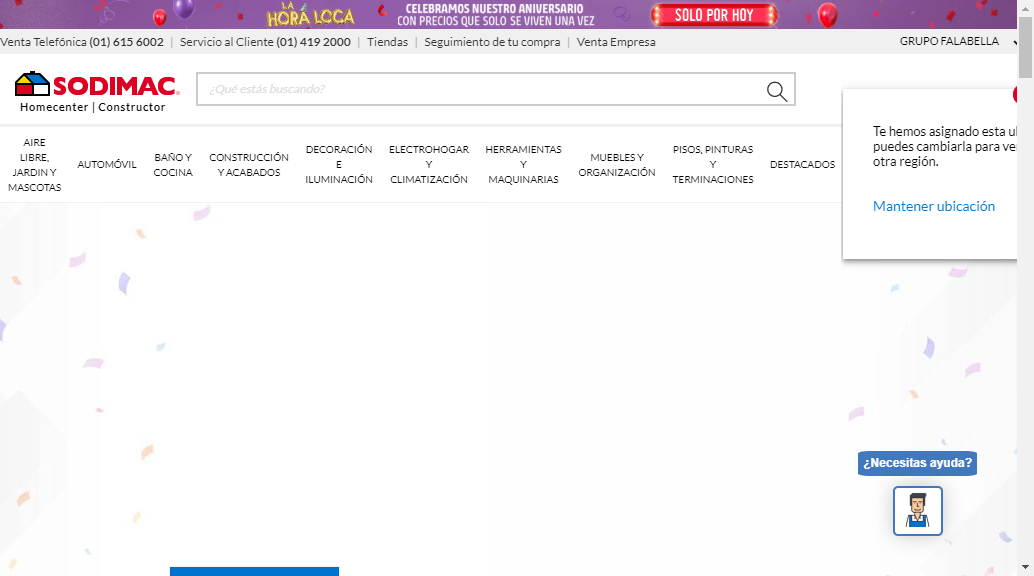 LA
HORA LOCA
CELEBRAMOS NUESTRO ANIVERSARIO
CON PRECIOS QUE SOLO SE VIVEN UNA VEZ
SOLO POR HOY
Venta Telefónica (01) 615 6002 | Servicio al Cliente (01) 419 2000 | Tiendas | Seguimiento de tu compra | Venta Empresa
GRUPO FALABELLA
SODIMAC
Homecenter | Constructor
¿Qué estás buscando?
Te hemos asignado esta
puedes cambiarla para
otra región.
Mantener ubicación
AIRE
LIBRE,
JARDIN Y
MASCOTAS
AUTOMÓVIL
BAÑO Y
COCINA
CONSTRUCCIÓN
Y ACABADOS
DECORACIÓN
E
ILUMINACIÓN
ELECTROHOGAR
Y
CLIMATIZACIÓN
HERRAMIENTAS
Y
MAQUINARIAS
MUEBLES Y
ORGANIZACIÓN
PISOS, PINTURAS
Y
TERMINACIONES
DESTACADOS
¿Necesitas ayuda?